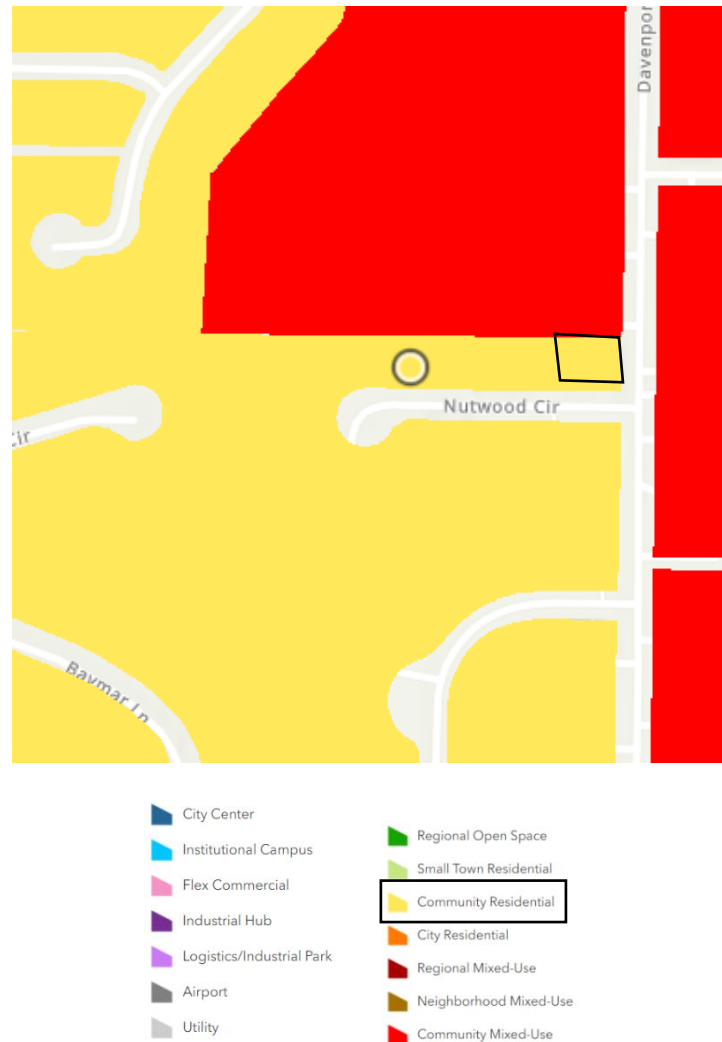 Davenpor
Nutwood Cir
Cir
Baymar Ln
City Center
Institutional Campus
Flex Commercial
Industrial Hub
Logistics/Industrial Park
Airport
Utility
Regional Open Space
Small Town Residential
Community Residential
City Residential
Regional Mixed-Use
Neighborhood Mixed-Use
Community Mixed-Use